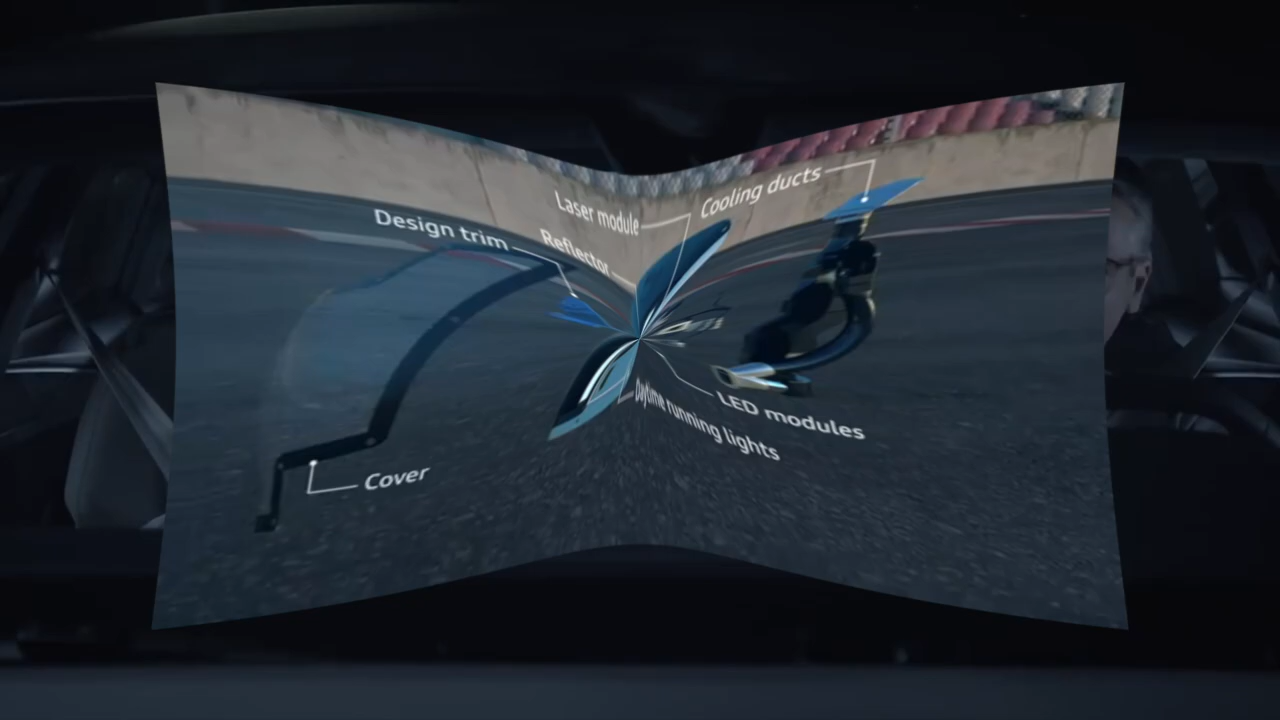 Laser module
Cooling ducts
Design trim
Reflector
LED modules
Daytime running lights
Cover